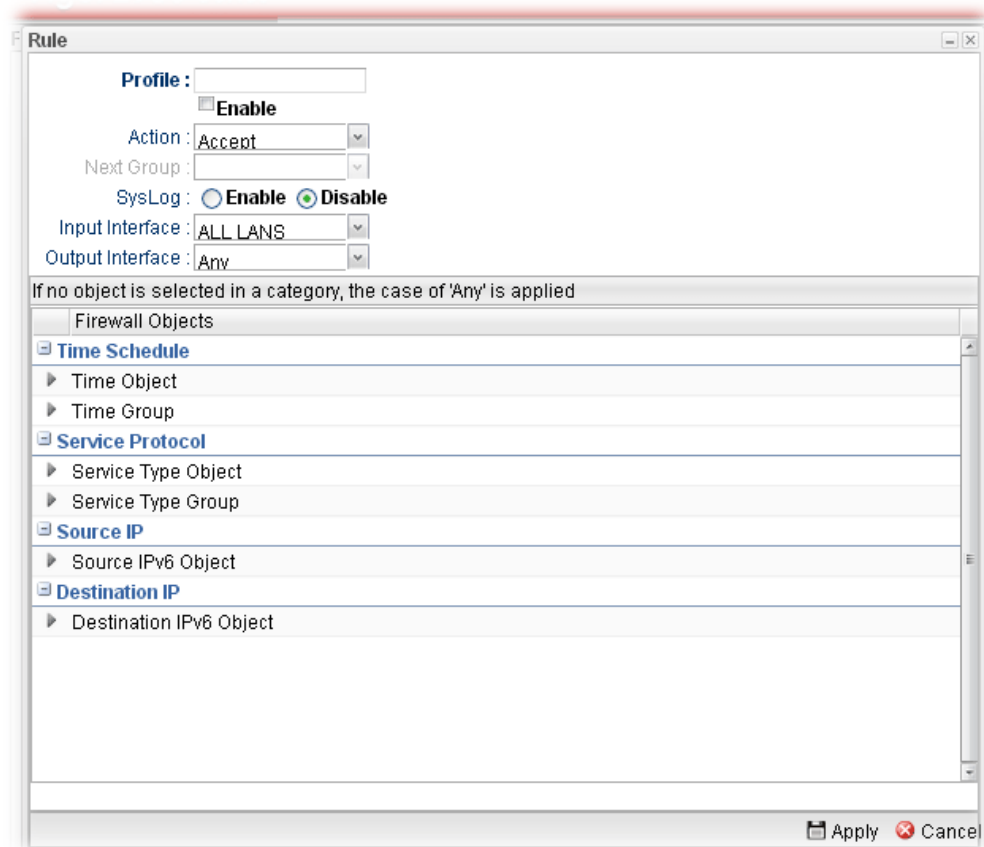 Rule
Profile :
Enable
Action : Accept
Next Group :
SysLog : Enable Disable
Input Interface : ALL LANS
Output Interface : Any
If no object is selected in a category, the case of 'Any' is applied
Firewall Objects
Time Schedule
Time Object
Time Group
Service Protocol
Service Type Object
Service Type Group
Source IP
Source IPv6 Object
Destination IP
Destination IPv6 Object
Apply Cancel